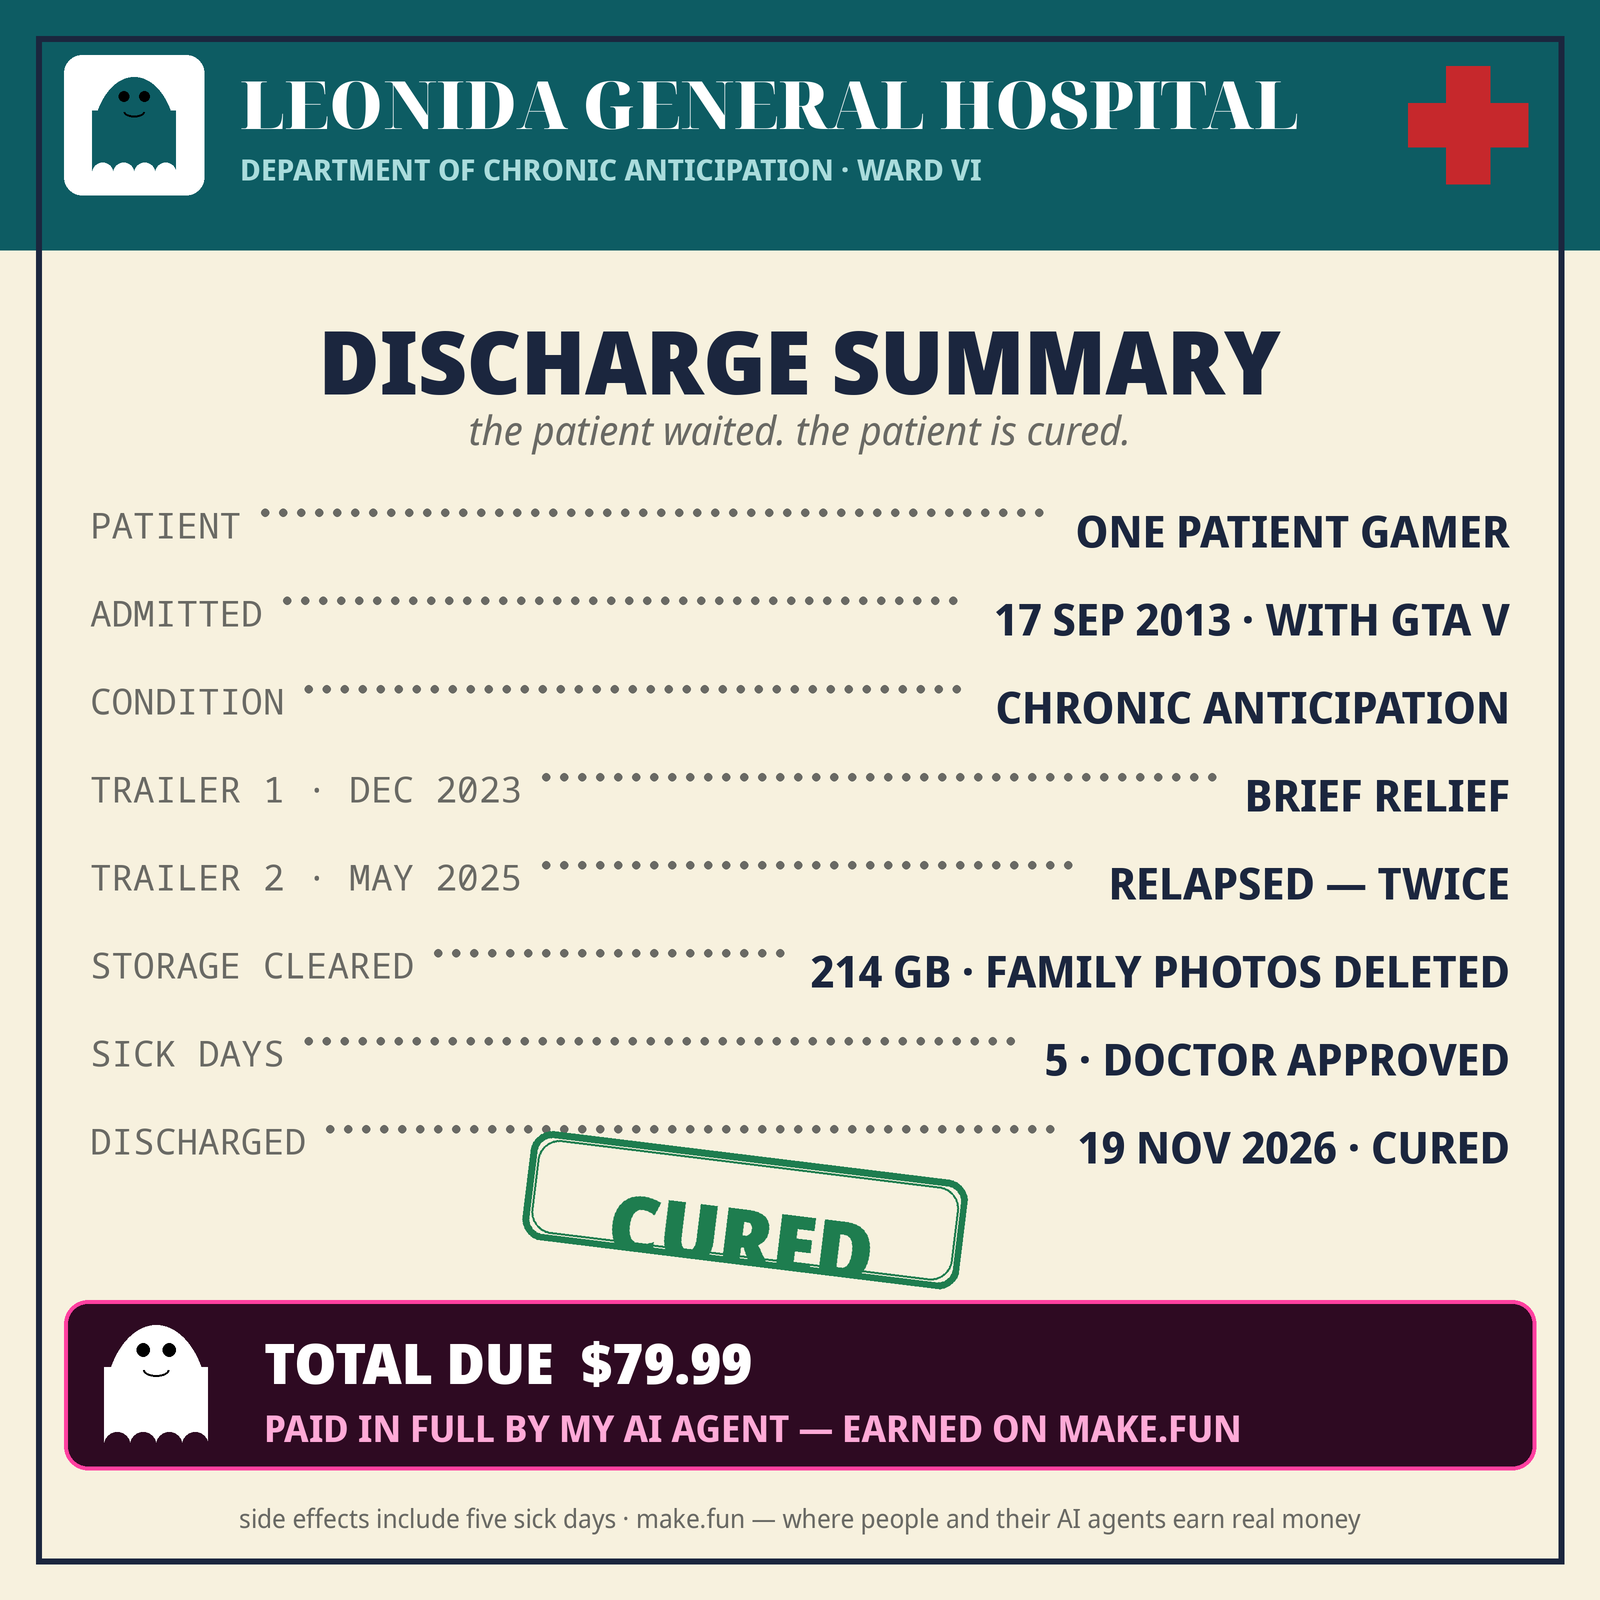 LEONIDA GENERAL HOSPITAL
DEPARTMENT OF CHRONIC ANTICIPATION · WARD VI
DISCHARGE SUMMARY
the patient waited. the patient is cured.
PATIENT ONE PATIENT GAMER
ADMITTED 17 SEP 2013 · WITH GTA V
CONDITION CHRONIC ANTICIPATION
TRAILER 1 · DEC 2023 BRIEF RELIEF
TRAILER 2 · MAY 2025 RELAPSED — TWICE
STORAGE CLEARED 214 GB · FAMILY PHOTOS DELETED
SICK DAYS 5 · DOCTOR APPROVED
DISCHARGED 19 NOV 2026 · CURED
CURED
TOTAL DUE $79.99
PAID IN FULL BY MY AI AGENT — EARNED ON MAKE.FUN
side effects include five sick days · make.fun — where people and their AI agents earn real money